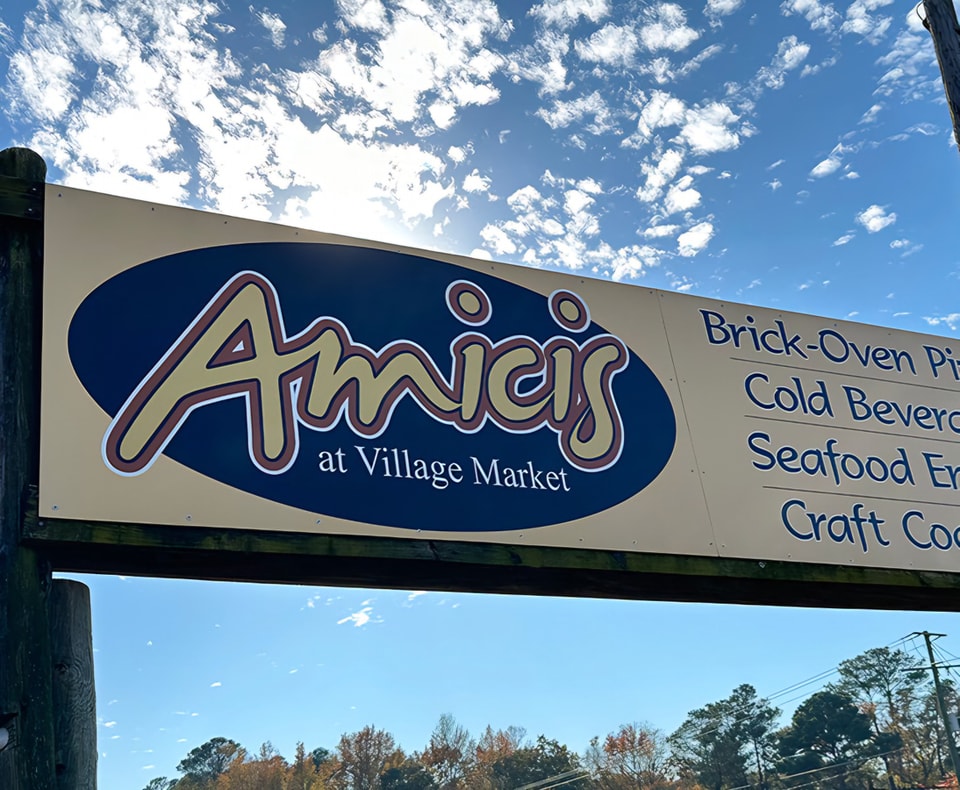 Amicis
at Village Market
Brick-Oven
Cold
Seafood
Craft